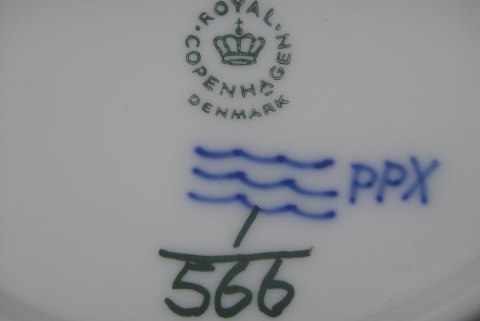 ROYAL
COPENHAGEN
DENMARK
PPX
1
566